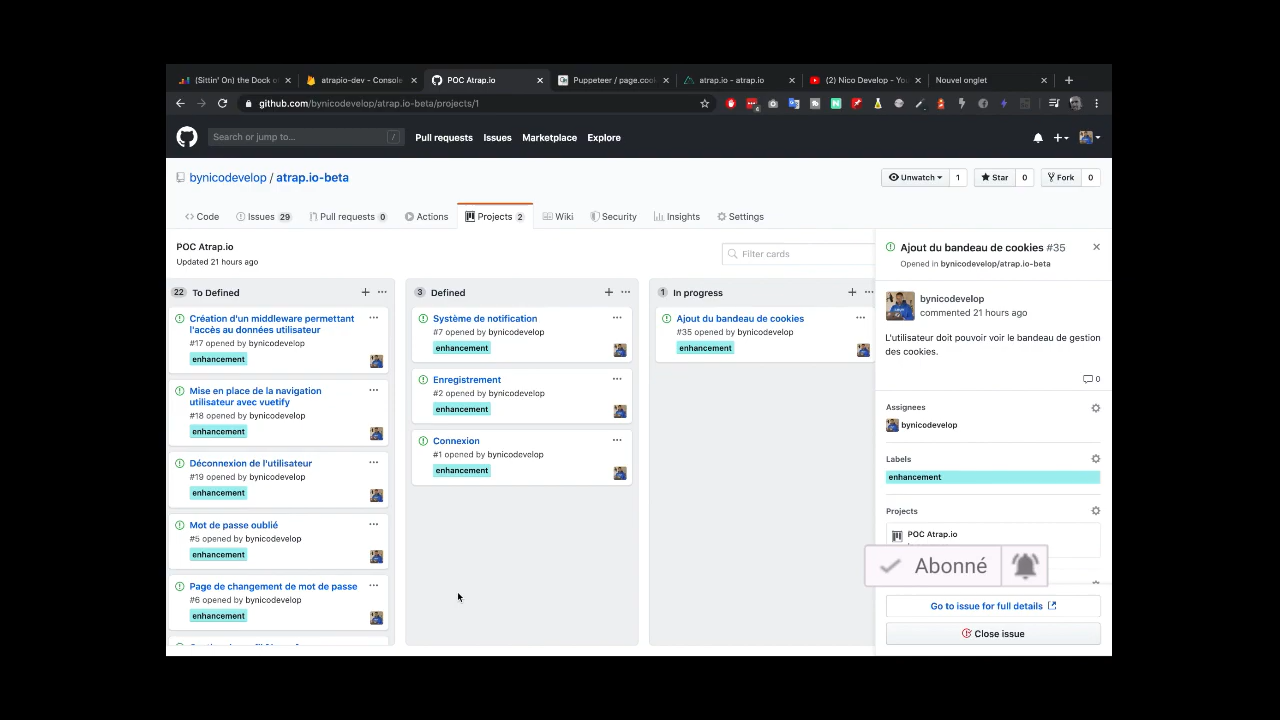 (Sittin' On) the Dock o
atrapio-dev - Console
POC Atrap.io
Puppeteer / page.cook
atrap.io - atrap.io
(2) Nico Develop - You
Nouvel onglet
github.com/bynicodevelop/atrap.io-beta/projects/1
Search or jump to...
/
Pull requests
Issues
Marketplace
Explore
bynicodevelop / atrap.io-beta
Unwatch 1
Star 0
Fork 0
Code
Issues 29
Pull requests 0
Actions
Projects 2
Wiki
Security
Insights
Settings
POC Atrap.io
Updated 21 hours ago
Filter cards
22 To Defined
Création d'un middleware permettant
l'accès au données utilisateur
#17 opened by bynicodevelop
enhancement
Mise en place de la navigation
utilisateur avec vuetify
#18 opened by bynicodevelop
enhancement
Déconnexion de l'utilisateur
#19 opened by bynicodevelop
enhancement
Mot de passe oublié
#5 opened by bynicodevelop
enhancement
Page de changement de mot de passe
#6 opened by bynicodevelop
enhancement
3 Defined
Système de notification
#7 opened by bynicodevelop
enhancement
Enregistrement
#2 opened by bynicodevelop
enhancement
Connexion
#1 opened by bynicodevelop
enhancement
1 In progress
Ajout du bandeau de cookies
#35 opened by bynicodevelop
enhancement
Ajout du bandeau de cookies #35
Opened in bynicodevelop/atrap.io-beta
bynicodevelop
commented 21 hours ago
L'utilisateur doit pouvoir voir le bandeau de gestion
des cookies.
0
Assignees
bynicodevelop
Labels
enhancement
Projects
POC Atrap.io
Abonné
Go to issue for full details
Close issue